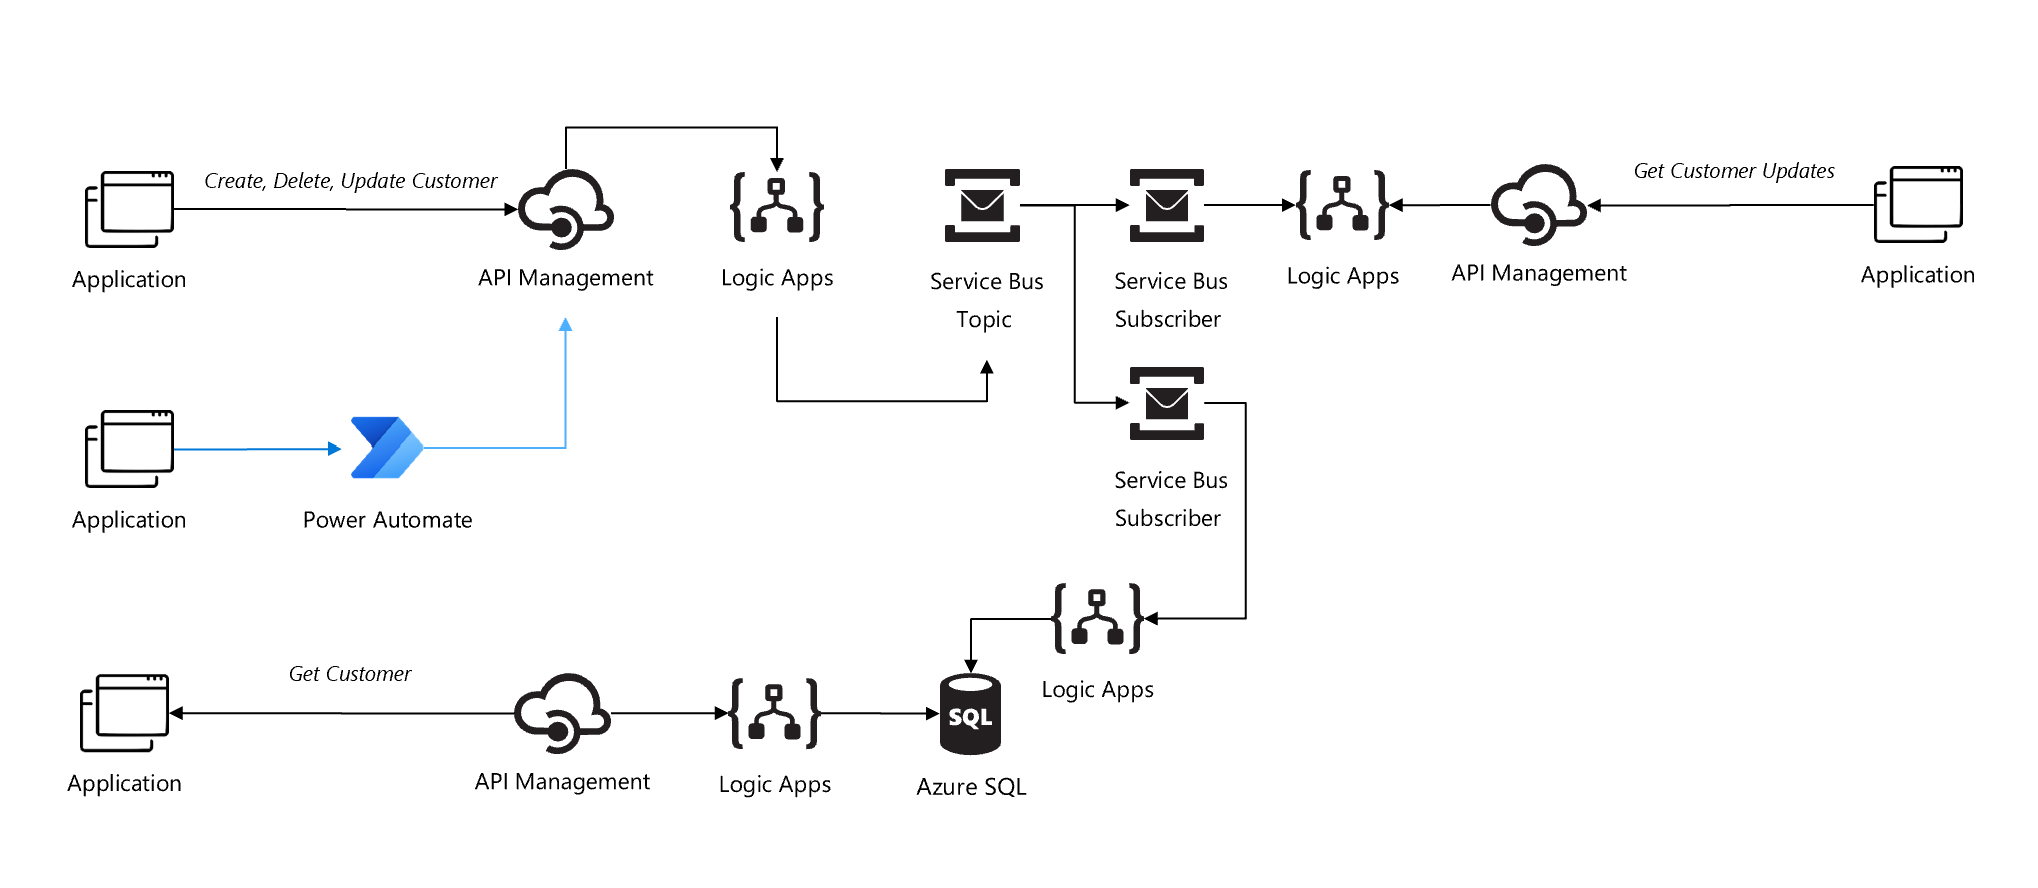 Create, Delete, Update Customer
Get Customer Updates
Application
API Management
Logic Apps
Service Bus
Topic
Service Bus
Subscriber
Logic Apps
API Management
Application
Service Bus
Subscriber
Application
Power Automate
Get Customer
Logic Apps
SQL
Application
API Management
Logic Apps
Azure SQL